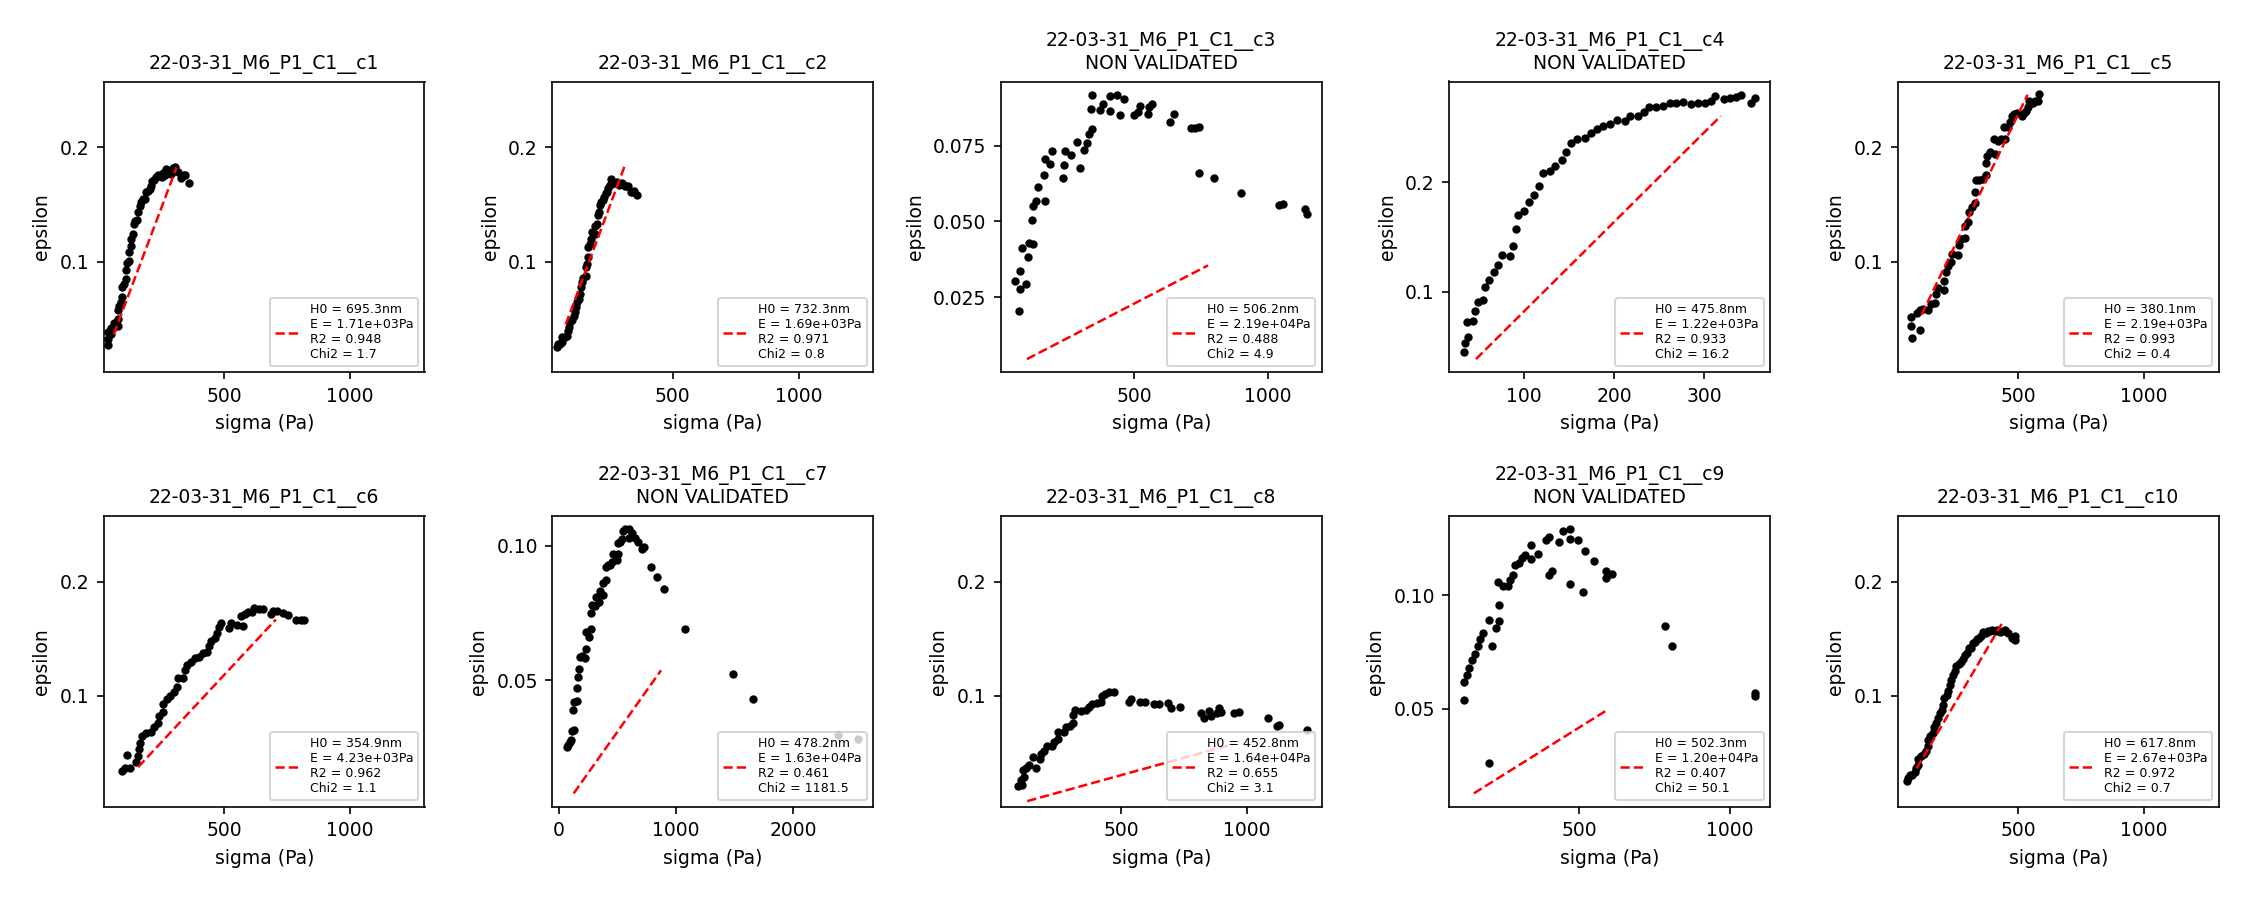 22-03-31_M6_P1_C1__c1
epsilon
0.2
0.1
500
1000
sigma (Pa)
H0 = 695.3nm
E = 1.71e+03Pa
R2 = 0.948
Chi2 = 1.7
22-03-31_M6_P1_C1__c2
epsilon
0.2
0.1
500
1000
sigma (Pa)
H0 = 732.3nm
E = 1.69e+03Pa
R2 = 0.971
Chi2 = 0.8
22-03-31_M6_P1_C1__c3
NON VALIDATED
epsilon
0.075
0.050
0.025
500
1000
sigma (Pa)
H0 = 506.2nm
E = 2.19e+04Pa
R2 = 0.488
Chi2 = 4.9
22-03-31_M6_P1_C1__c4
NON VALIDATED
epsilon
0.2
0.1
100
200
300
sigma (Pa)
H0 = 475.8nm
E = 1.22e+03Pa
R2 = 0.933
Chi2 = 16.2
22-03-31_M6_P1_C1__c5
epsilon
0.2
0.1
500
1000
sigma (Pa)
H0 = 380.1nm
E = 2.19e+03Pa
R2 = 0.993
Chi2 = 0.4
22-03-31_M6_P1_C1__c6
epsilon
0.2
0.1
500
1000
sigma (Pa)
H0 = 354.9nm
E = 4.23e+03Pa
R2 = 0.962
Chi2 = 1.1
22-03-31_M6_P1_C1__c7
NON VALIDATED
epsilon
0.10
0.05
0
1000
2000
sigma (Pa)
H0 = 478.2nm
E = 1.63e+04Pa
R2 = 0.461
Chi2 = 1181.5
22-03-31_M6_P1_C1__c8
epsilon
0.2
0.1
500
1000
sigma (Pa)
H0 = 452.8nm
E = 1.64e+04Pa
R2 = 0.655
Chi2 = 3.1
22-03-31_M6_P1_C1__c9
NON VALIDATED
epsilon
0.10
0.05
500
1000
sigma (Pa)
H0 = 502.3nm
E = 1.20e+04Pa
R2 = 0.407
Chi2 = 50.1
22-03-31_M6_P1_C1__c10
epsilon
0.2
0.1
500
1000
sigma (Pa)
H0 = 617.8nm
E = 2.67e+03Pa
R2 = 0.972
Chi2 = 0.7